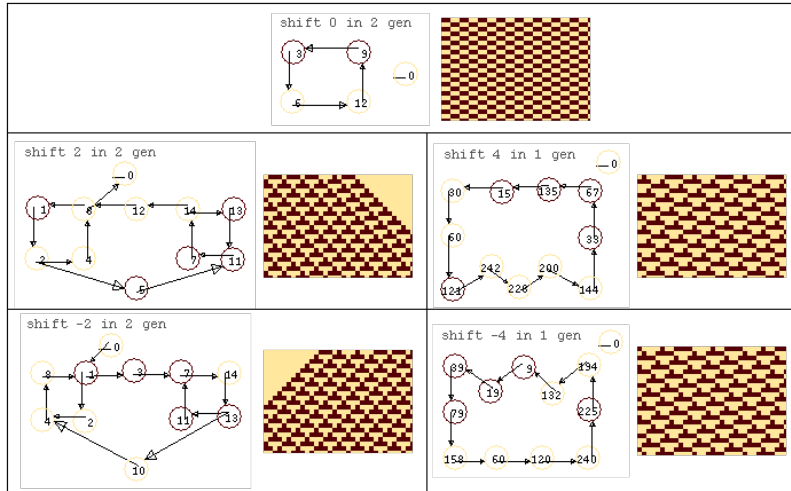 shift 0 in 2 gen
3 9
0
6 12
shift 2 in 2 gen
0
1 8 12 14 13
2 4 7 11
5
shift 4 in 1 gen
0
30 15 135 67
60 33
242 200
121 228 144
shift -2 in 2 gen
0
8 1 3 7 14
4 2 11 13
10
shift -4 in 1 gen
0
39 9 194
19 132
79 225
158 60 120 240